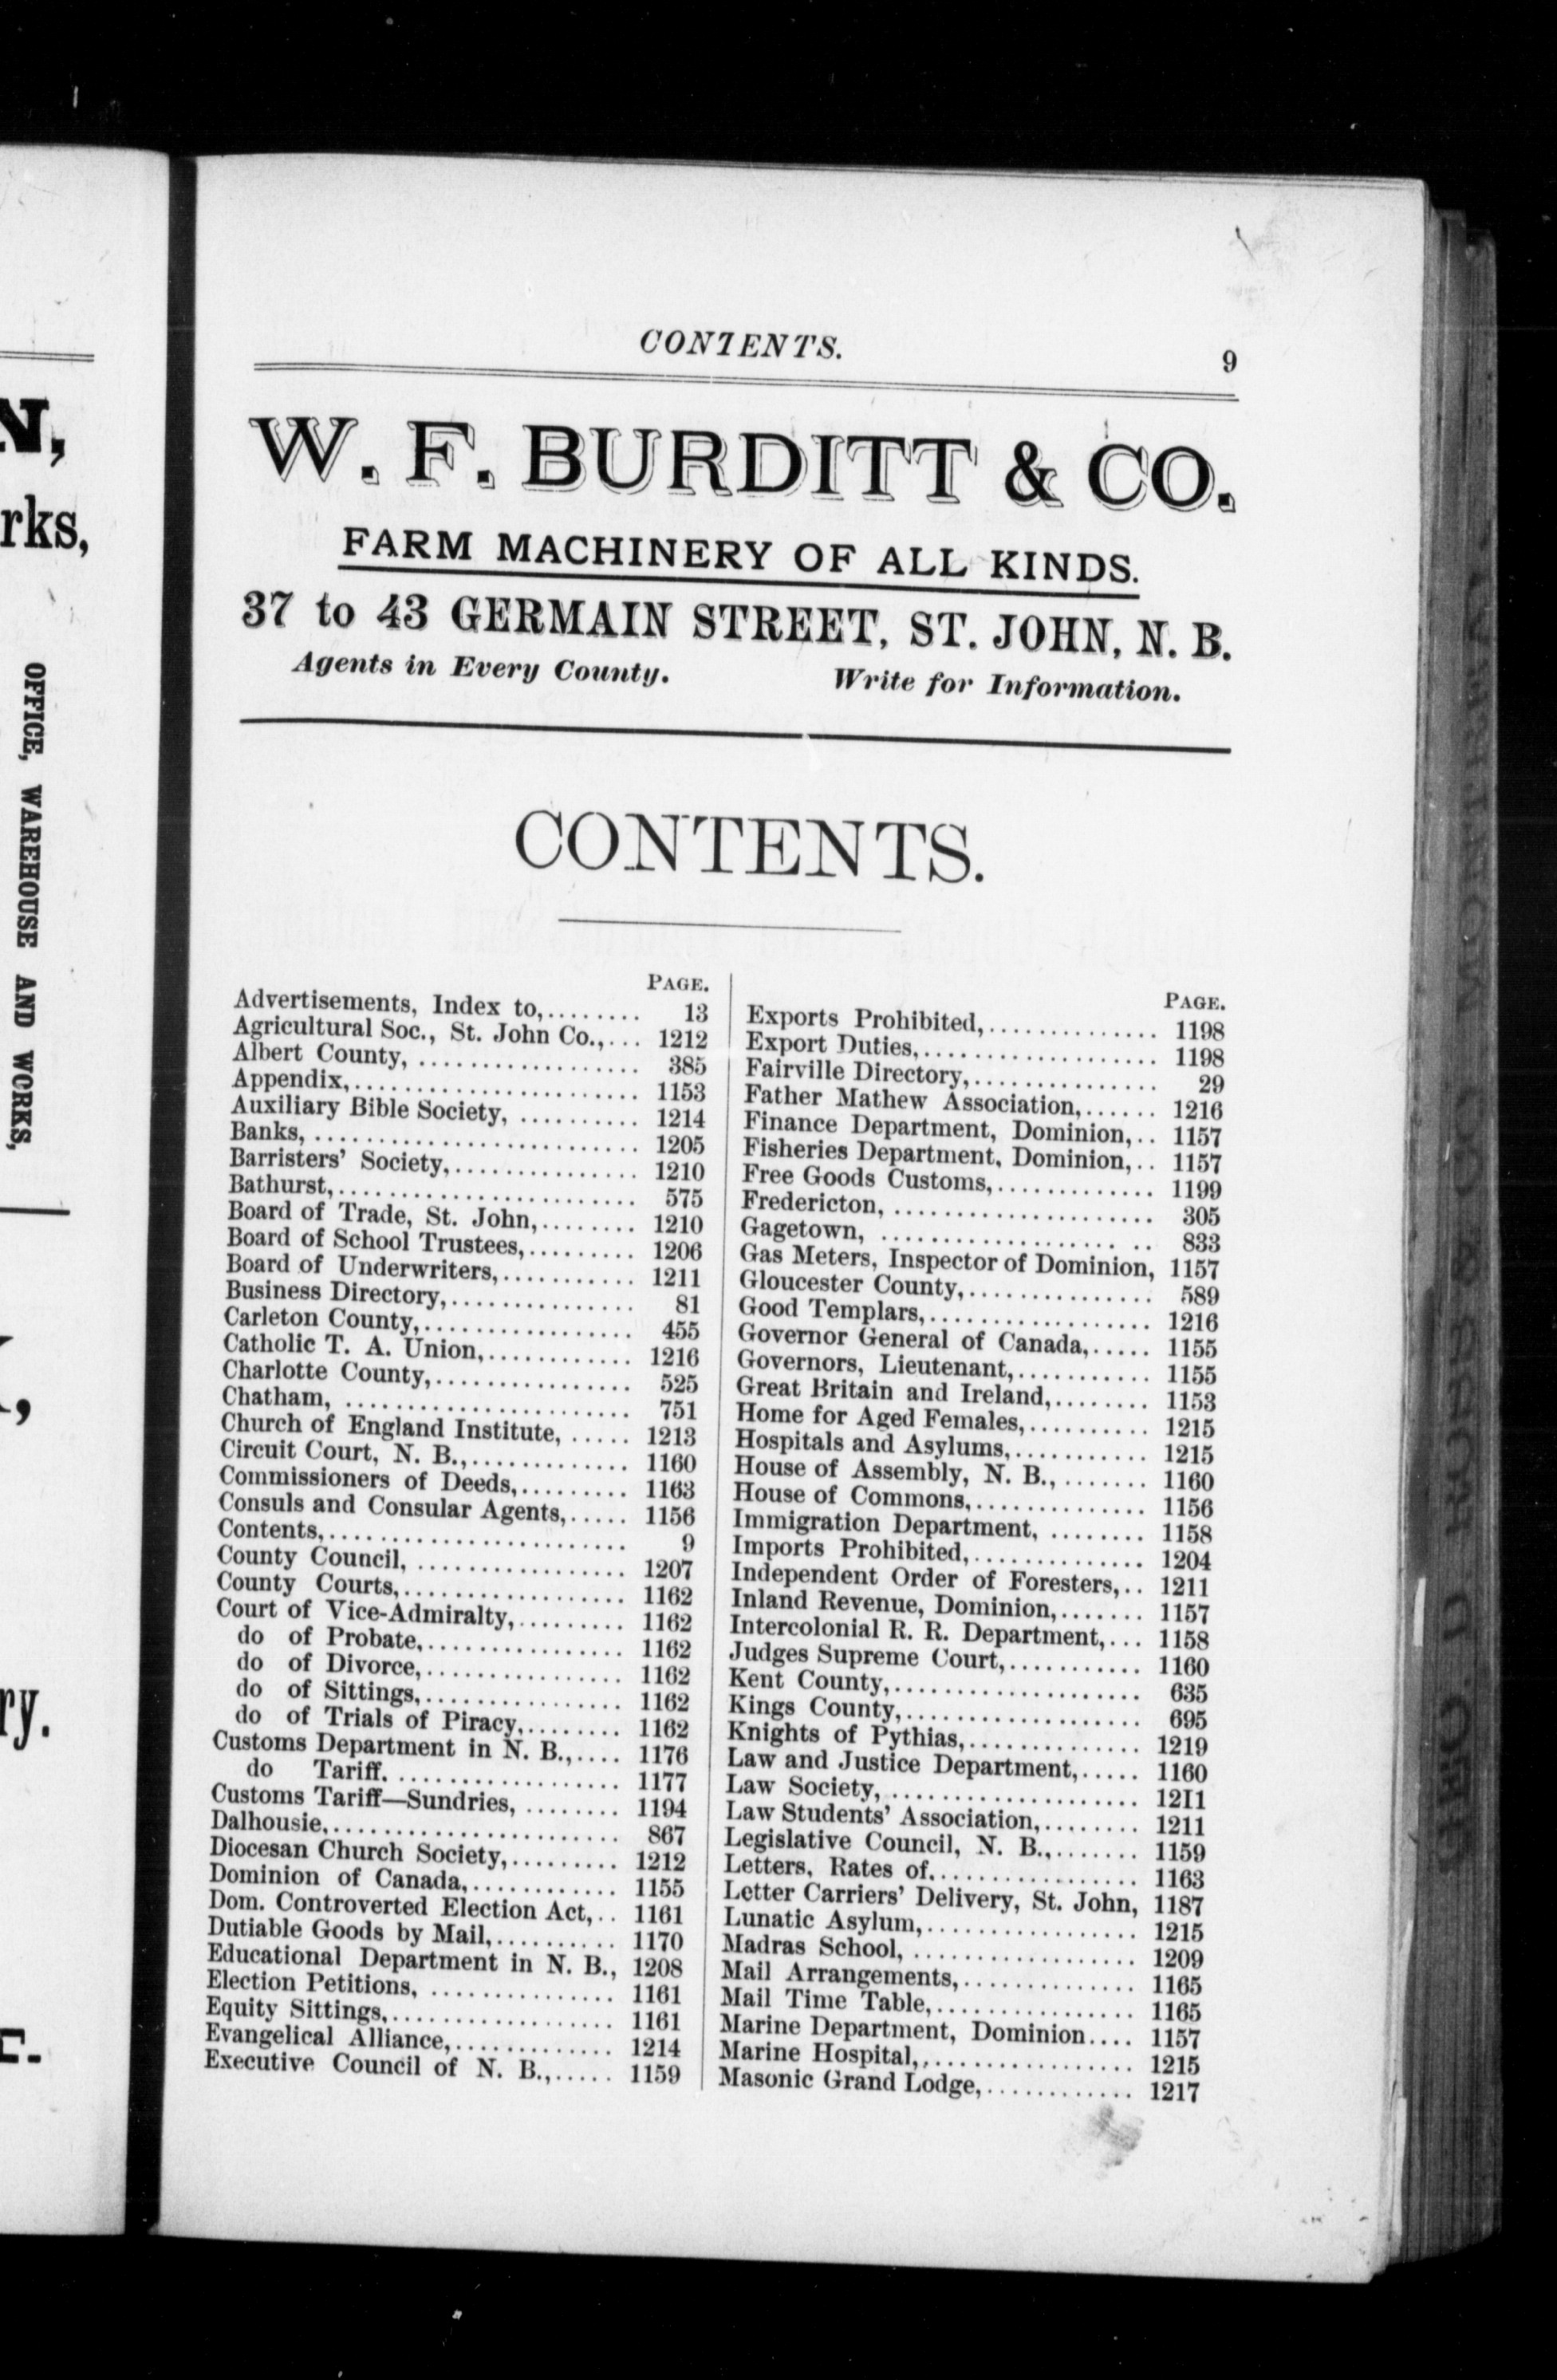 N,
rks,
OFFICE, WAREHOUSE AND WORKS,
ry.
CONTENTS.
9
W. F. BURDITT & CO.
FARM MACHINERY OF ALL KINDS.
37 to 43 GERMAIN STREET, ST. JOHN, N. B.
Agents in Every County. Write for Information.
CONTENTS.
PAGE.
Advertisements, Index to,........ 13
Agricultural Soc., St. John Co.,... 1212
Albert County, .................. 385
Appendix,...................... 1153
Auxiliary Bible Society, .......... 1214
Banks, ......................... 1205
Barristers' Society,............... 1210
Bathurst,........................ 575
Board of Trade, St. John,........ 1210
Board of School Trustees,......... 1206
Board of Underwriters,........... 1211
Business Directory,............... 81
Carleton County,................. 455
Catholic T. A. Union,............ 1216
Charlotte County,................ 525
Chatham, ....................... 751
Church of England Institute, ..... 1213
Circuit Court, N. B.,............. 1160
Commissioners of Deeds,......... 1163
Consuls and Consular Agents,..... 1156
Contents,........................ 9
County Council, ................. 1207
County Courts,.................. 1162
Court of Vice-Admiralty,......... 1162
do of Probate,................ 1162
do of Divorce,................ 1162
do of Sittings,................ 1162
do of Trials of Piracy,........ 1162
Customs Department in N. B.,.... 1176
do Tariff, .................. 1177
Customs Tariff—Sundries, ........ 1194
Dalhousie,....................... 867
Diocesan Church Society,......... 1212
Dominion of Canada,............ 1155
Dom. Controverted Election Act,.. 1161
Dutiable Goods by Mail,.......... 1170
Educational Department in N. B., 1208
Election Petitions, ............... 1161
Equity Sittings,.................. 1161
Evangelical Alliance,............. 1214
Executive Council of N. B.,..... 1159
PAGE.
Exports Prohibited,.............. 1198
Export Duties,................... 1198
Fairville Directory,............... 29
Father Mathew Association,...... 1216
Finance Department, Dominion,.. 1157
Fisheries Department, Dominion,.. 1157
Free Goods Customs,............. 1199
Fredericton, ..................... 305
Gagetown, ................... .. 833
Gas Meters, Inspector of Dominion, 1157
Gloucester County,............... 589
Good Templars,.................. 1216
Governor General of Canada,..... 1155
Governors, Lieutenant,........... 1155
Great Britain and Ireland,........ 1153
Home for Aged Females,.......... 1215
Hospitals and Asylums,........... 1215
House of Assembly, N. B., ....... 1160
House of Commons,.............. 1156
Immigration Department, ........ 1158
Imports Prohibited,.............. 1204
Independent Order of Foresters,.. 1211
Inland Revenue, Dominion,....... 1157
Intercolonial R. R. Department,... 1158
Judges Supreme Court,........... 1160
Kent County,.................... 635
Kings County,................... 695
Knights of Pythias,.............. 1219
Law and Justice Department,..... 1160
Law Society, .................... 1211
Law Students' Association,........ 1211
Legislative Council, N. B.,....... 1159
Letters, Rates of,................ 1163
Letter Carriers' Delivery, St. John, 1187
Lunatic Asylum,................. 1215
Madras School, .................. 1209
Mail Arrangements,.............. 1165
Mail Time Table,................ 1165
Marine Department, Dominion.... 1157
Marine Hospital,................. 1215
Masonic Grand Lodge,............ 1217